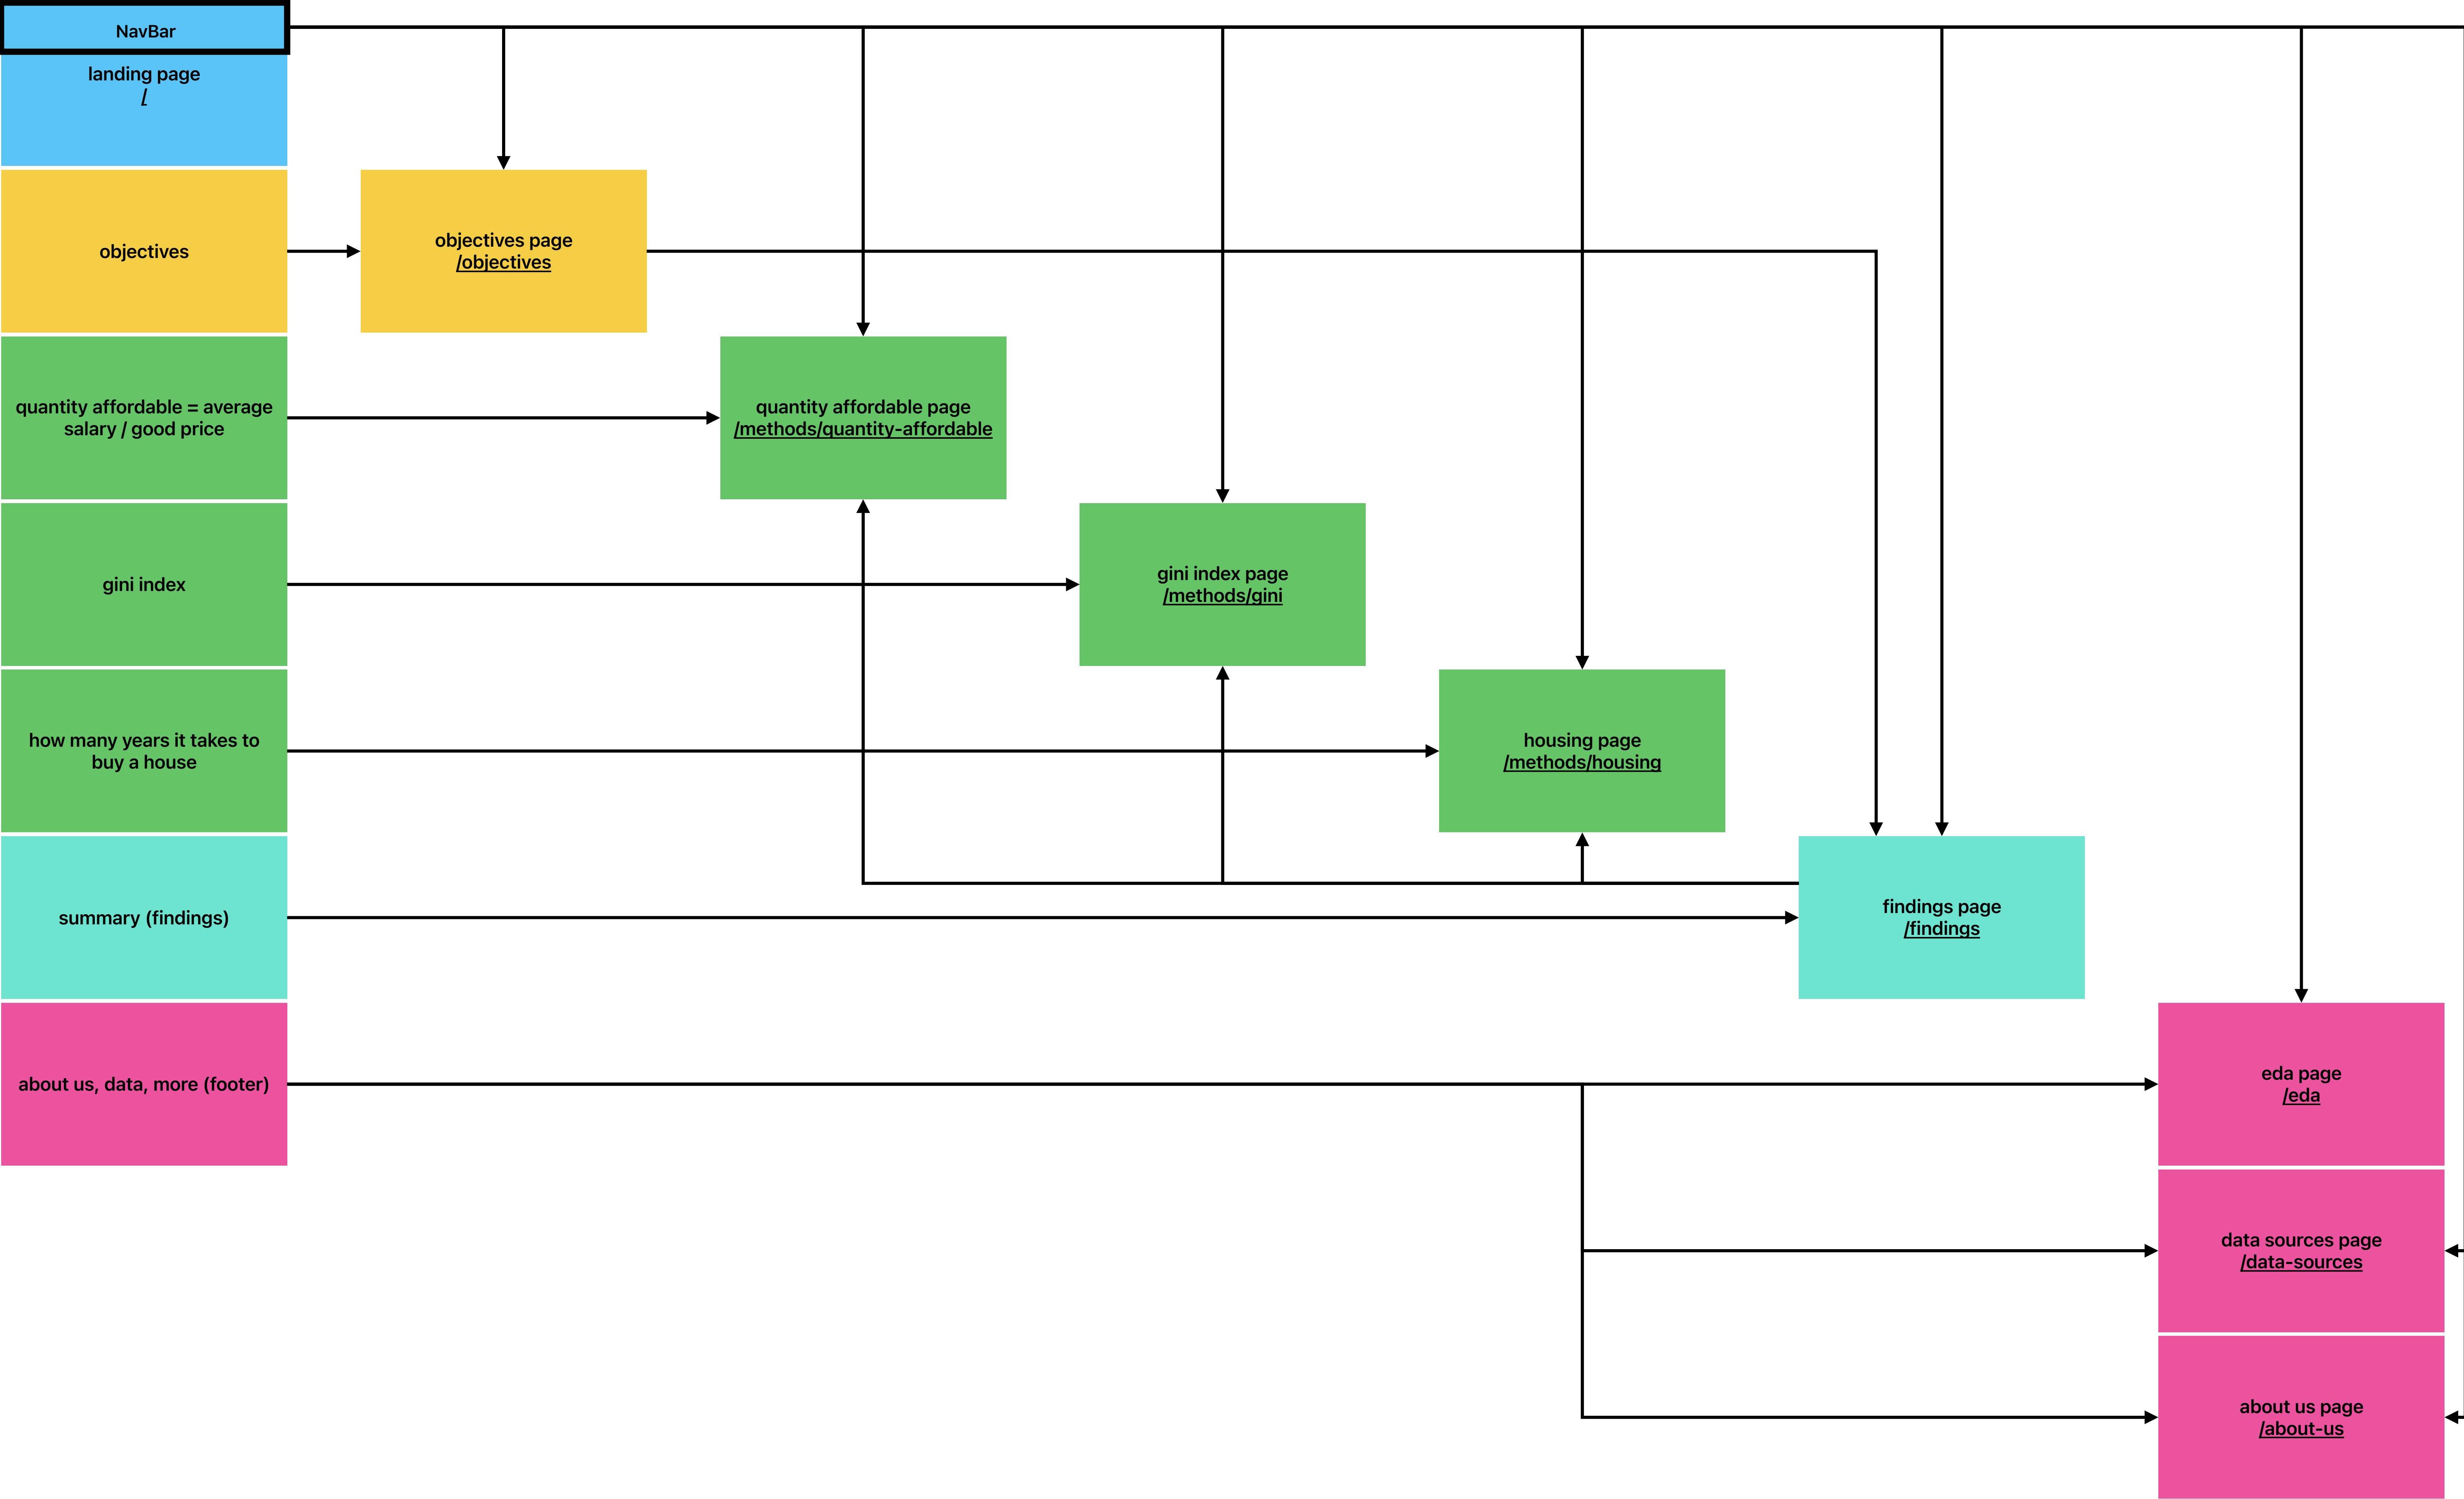 NavBar
landing page
/
objectives
objectives page
/objectives
quantity affordable = average
salary / good price
quantity affordable page
/methods/quantity-affordable
gini index
gini index page
/methods/gini
how many years it takes to
buy a house
housing page
/methods/housing
summary (findings)
findings page
/findings
about us, data, more (footer)
eda page
/eda
data sources page
/data-sources
about us page
/about-us